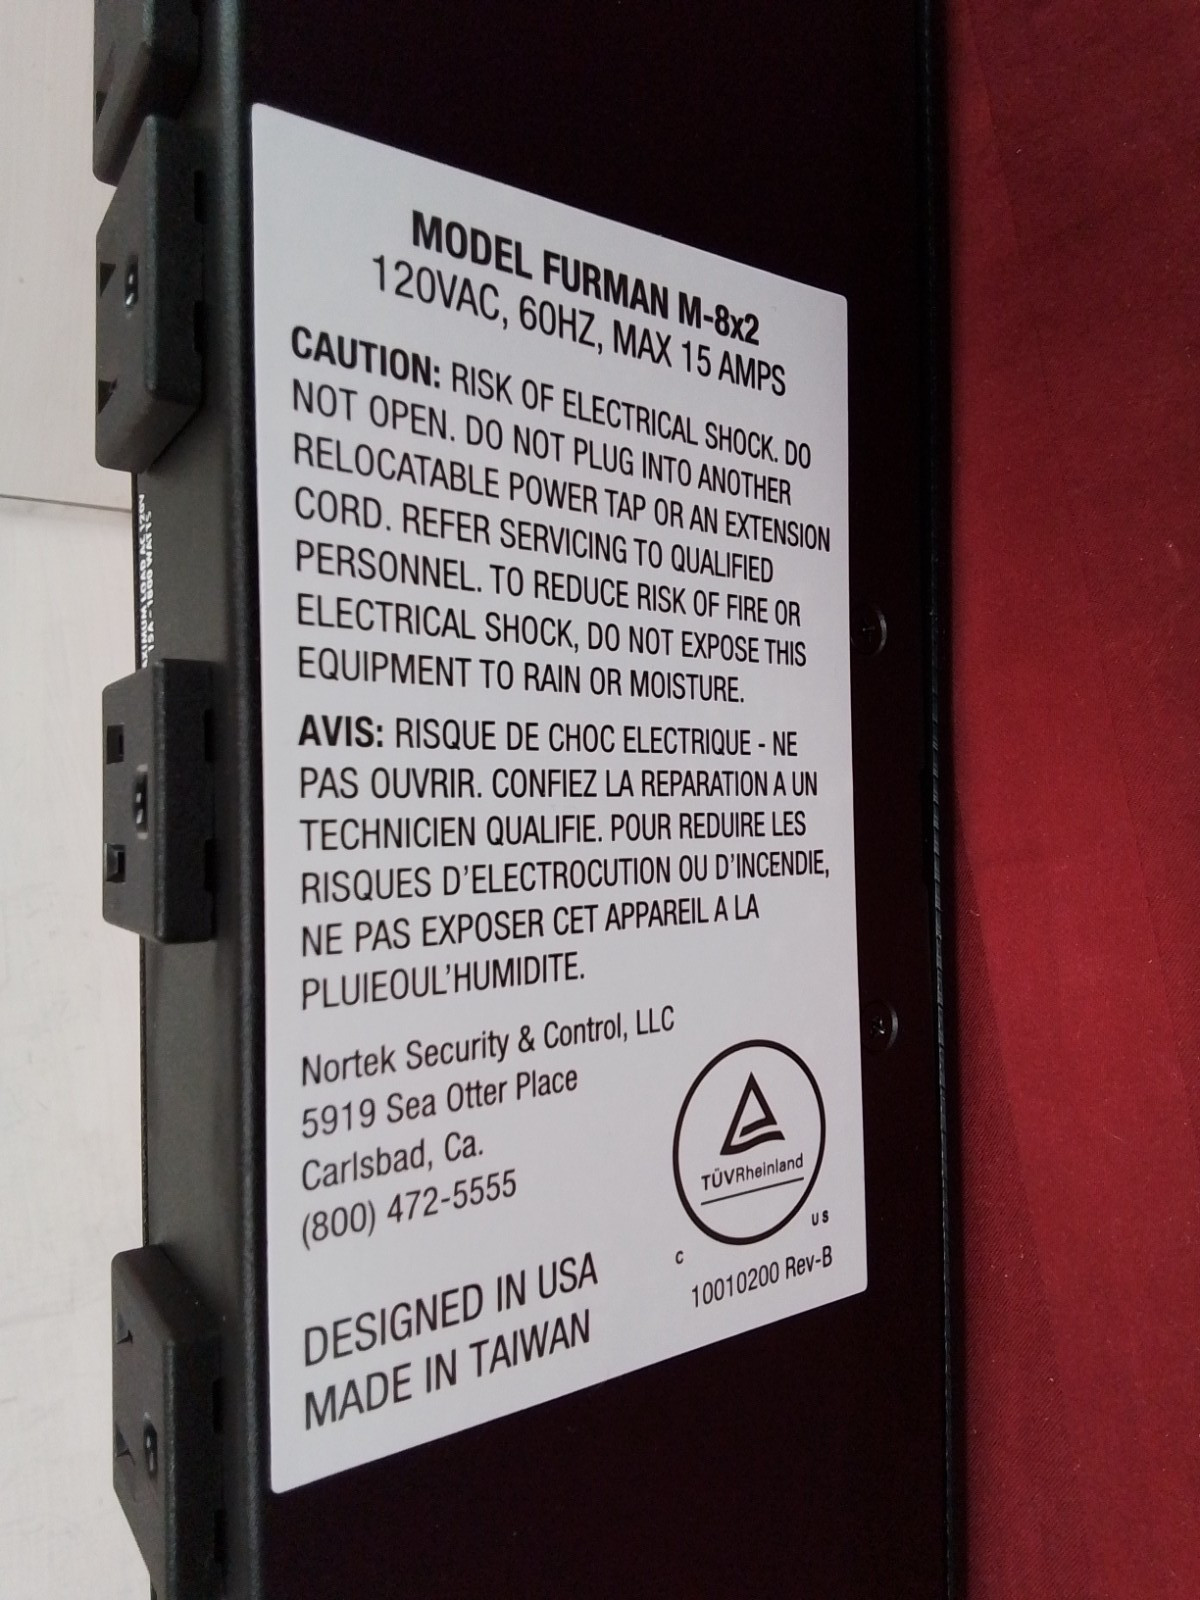 MODEL FURMAN M-8x2
120VAC, 60HZ, MAX 15 AMPS
CAUTION: RISK OF ELECTRICAL SHOCK. DO
NOT OPEN. DO NOT PLUG INTO ANOTHER
RELOCATABLE POWER TAP OR AN EXTENSION
CORD. REFER SERVICING TO QUALIFIED
PERSONNEL. TO REDUCE RISK OF FIRE OR
ELECTRICAL SHOCK, DO NOT EXPOSE THIS
EQUIPMENT TO RAIN OR MOISTURE.
AVIS: RISQUE DE CHOC ELECTRIQUE - NE
PAS OUVRIR. CONFIEZ LA REPARATION A UN
TECHNICIEN QUALIFIE. POUR REDUIRE LES
RISQUES D'ELECTROCUTION OU D'INCENDIE,
NE PAS EXPOSER CET APPAREIL A LA
PLUIEOUL'HUMIDITE.
Nortek Security & Control, LLC
5919 Sea Otter Place
Carlsbad, Ca.
(800) 472-5555
TÜVRheinland
C US
10010200 Rev-B
DESIGNED IN USA
MADE IN TAIWAN